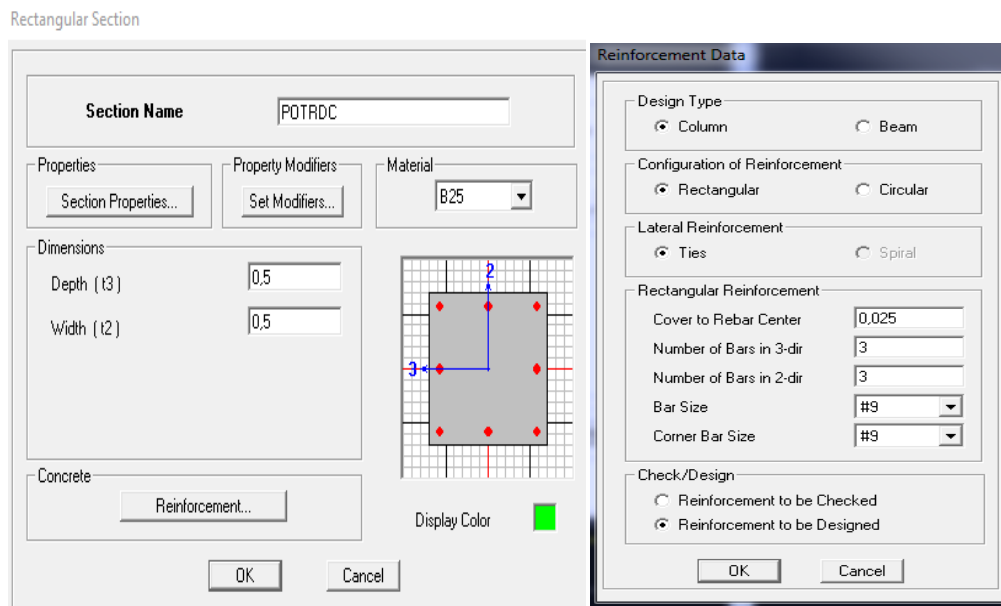 Rectangular Section
Section Name POTRDC
Properties
Section Properties...
Property Modifiers
Set Modifiers...
Material
B25
Dimensions
Depth ( t3 ) 0,5
Width ( t2 ) 0,5
2
3
Concrete
Reinforcement...
Display Color
OK Cancel
Reinforcement Data
Design Type
Column Beam
Configuration of Reinforcement
Rectangular Circular
Lateral Reinforcement
Ties Spiral
Rectangular Reinforcement
Cover to Rebar Center 0,025
Number of Bars in 3-dir 3
Number of Bars in 2-dir 3
Bar Size #9
Corner Bar Size #9
Check/Design
Reinforcement to be Checked
Reinforcement to be Designed
OK Cancel